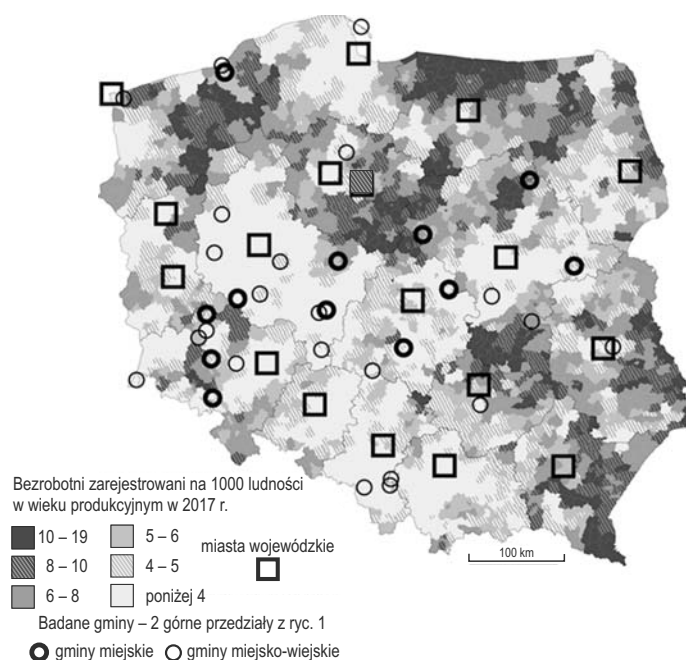 Bezrobotni zarejestrowani na 1000 ludności
w wieku produkcyjnym w 2017 r.
10 – 19
5 – 6
8 – 10
4 – 5
6 – 8
poniżej 4
miasta wojewódzkie
100 km
Badane gminy – 2 górne przedziały z ryc. 1
gminy miejskie
gminy miejsko-wiejskie